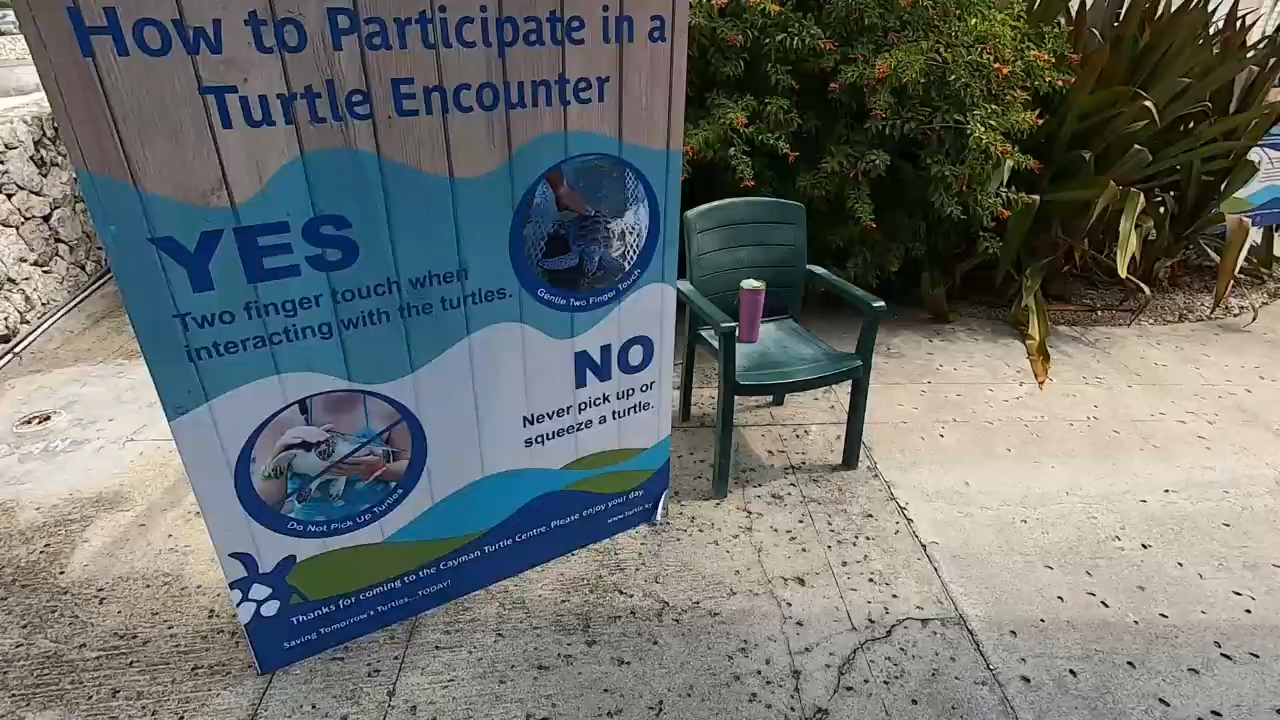 How to Participate in a
Turtle Encounter
YES
Two finger touch when
interacting with the turtles.
Gentle Two Finger Touch
NO
Never pick up or
squeeze a turtle.
Do Not Pick Up Turtles
Thanks for coming to the Cayman Turtle Centre. Please enjoy your day.
www.turtle.ky
Saving Tomorrow's Turtles...TODAY!